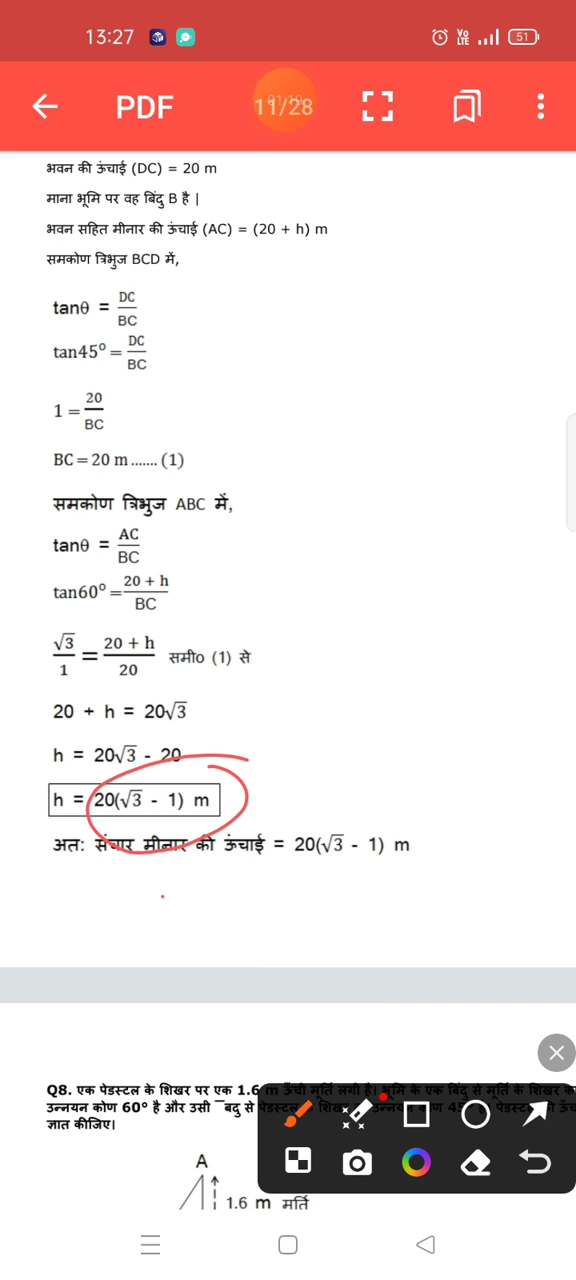 13:27 Vo LTE 51
PDF 11/28
भवन की ऊंचाई (DC) = 20 m
माना भूमि पर वह बिंदु B है |
भवन सहित मीनार की ऊंचाई (AC) = (20 + h) m
समकोण त्रिभुज BCD में,
tanθ = DC/BC
tan45° = DC/BC
1 = 20/BC
BC = 20 m ....... (1)
समकोण त्रिभुज ABC में,
tanθ = AC/BC
tan60° = 20 + h/BC
√3/1 = 20 + h/20 समी० (1) से
20 + h = 20√3
h = 20√3 - 20
h = 20(√3 - 1) m
अत: संचार मीनार की ऊंचाई = 20(√3 - 1) m
Q8. एक पेडस्टल के शिखर पर एक 1.6 m ऊँची मूर्ति लगी है। भूमि के एक बिंदु से मूर्ति के शिखर का
उन्नयन कोण 60° है और उसी बिंदु से
ज्ञात कीजिए।
A
1.6 m मूर्ति